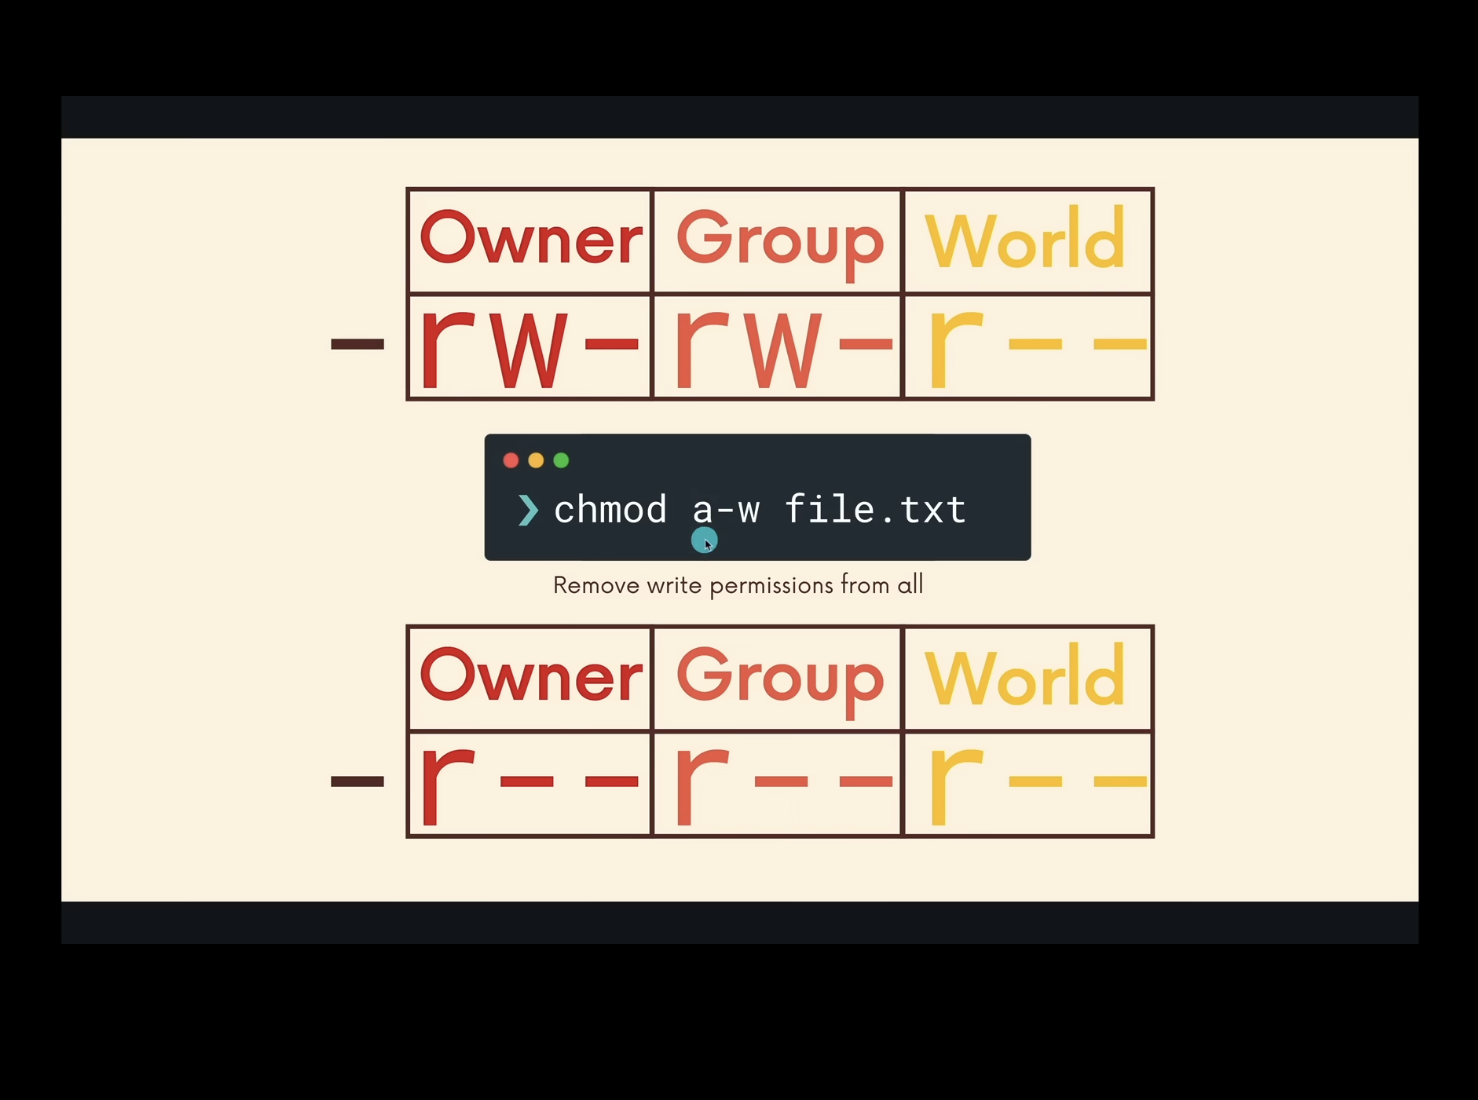 Owner Group World
-rw-rw-r--
❯ chmod a-w file.txt
Remove write permissions from all
Owner Group World
-r--r--r--